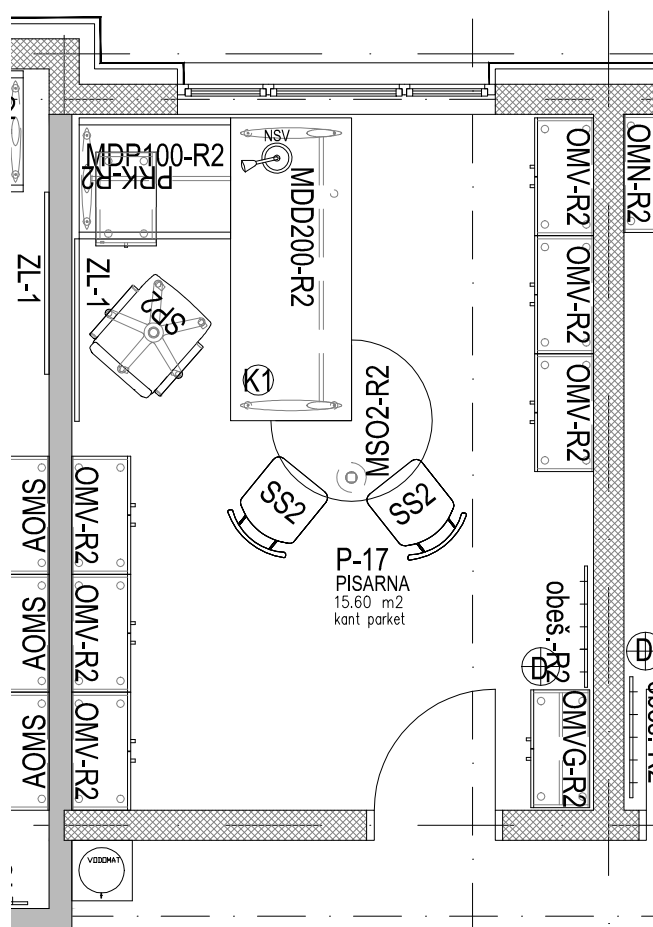 NSV
MDP100-R2
PRK-R2
MDD200-R2
OMV-R2
OMN-R2
ZL-1
ZL-1
SP2
OMV-R2
K1
MSO2-R2
OMV-R2
AOMS
OMV-R2
SS2
SS2
P-17
PISARNA
15.60 m2
kant parket
AOMS
OMV-R2
obeš.-R2
D
D
AOMS
OMV-R2
OMVG-R2
VODOMAT